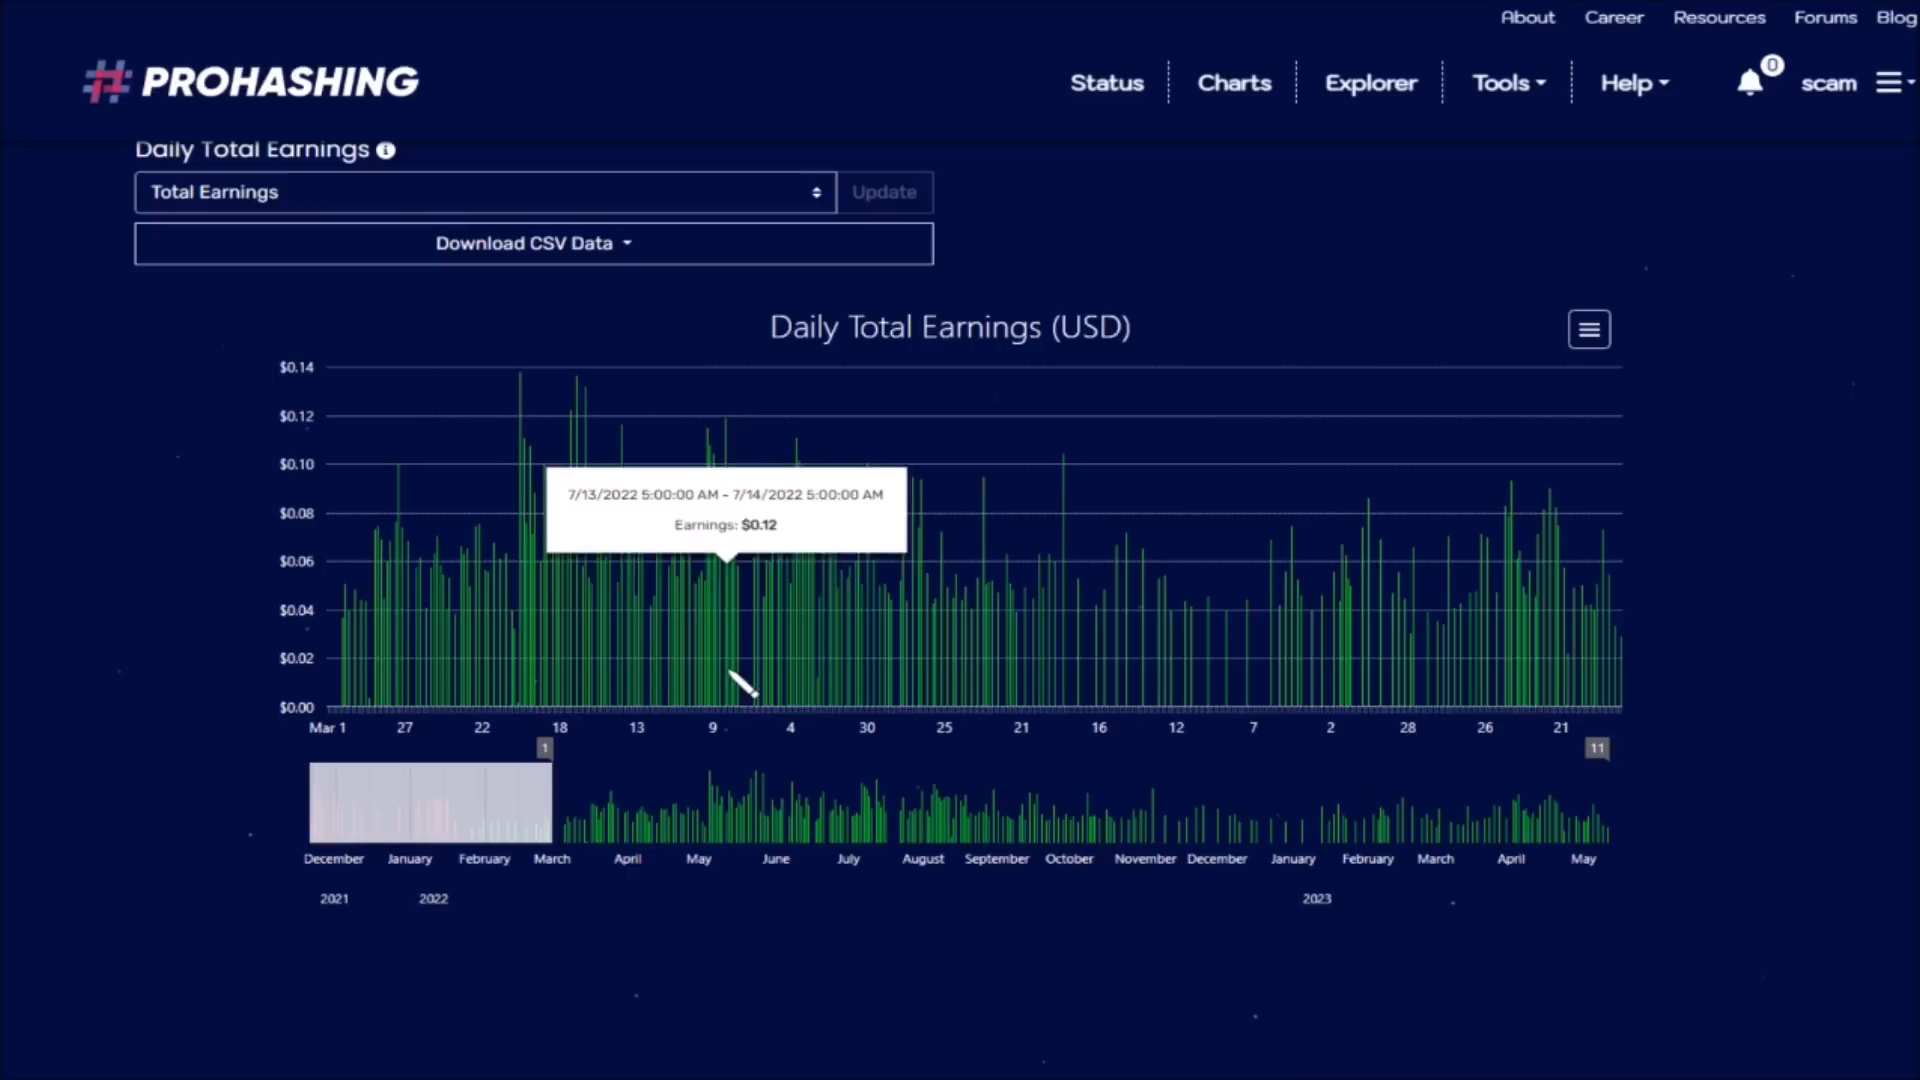 About Career Resources Forums Blog
PROHASHING
Status Charts Explorer Tools Help 0 scam
Daily Total Earnings
Total Earnings Update
Download CSV Data
Daily Total Earnings (USD)
$0.14
$0.12
$0.10
7/13/2022 5:00:00 AM - 7/14/2022 5:00:00 AM
$0.08
Earnings: $0.12
$0.06
$0.04
$0.02
$0.00
Mar 1 27 22 18 13 9 4 30 25 21 16 12 7 2 28 26 21
1 11
December January February March April May June July August September October November December January February March April May
2021 2022 2023